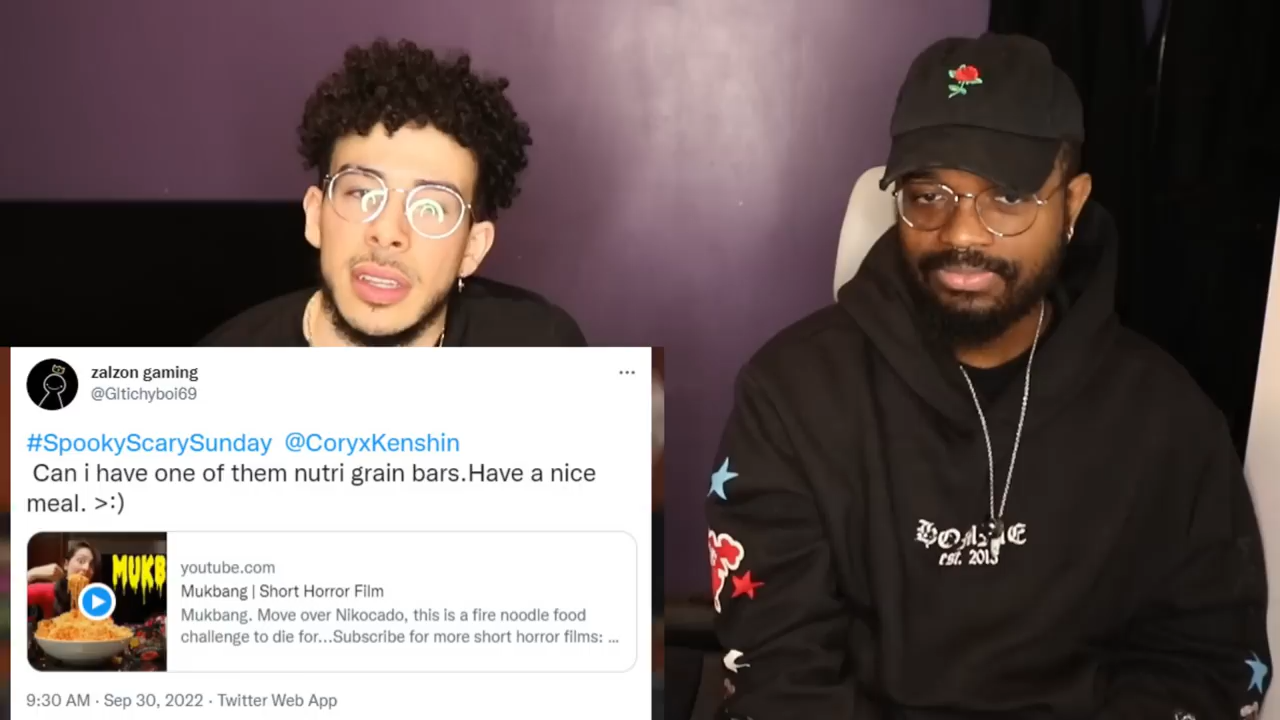 zalzon gaming
@Gltichyboi69
#SpookyScarySunday @CoryxKenshin
Can i have one of them nutri grain bars.Have a nice
meal. >:)
MUKB
youtube.com
Mukbang | Short Horror Film
Mukbang. Move over Nikocado, this is a fire noodle food
challenge to die for...Subscribe for more short horror films: ...
9:30 AM · Sep 30, 2022 · Twitter Web App
est. 2013